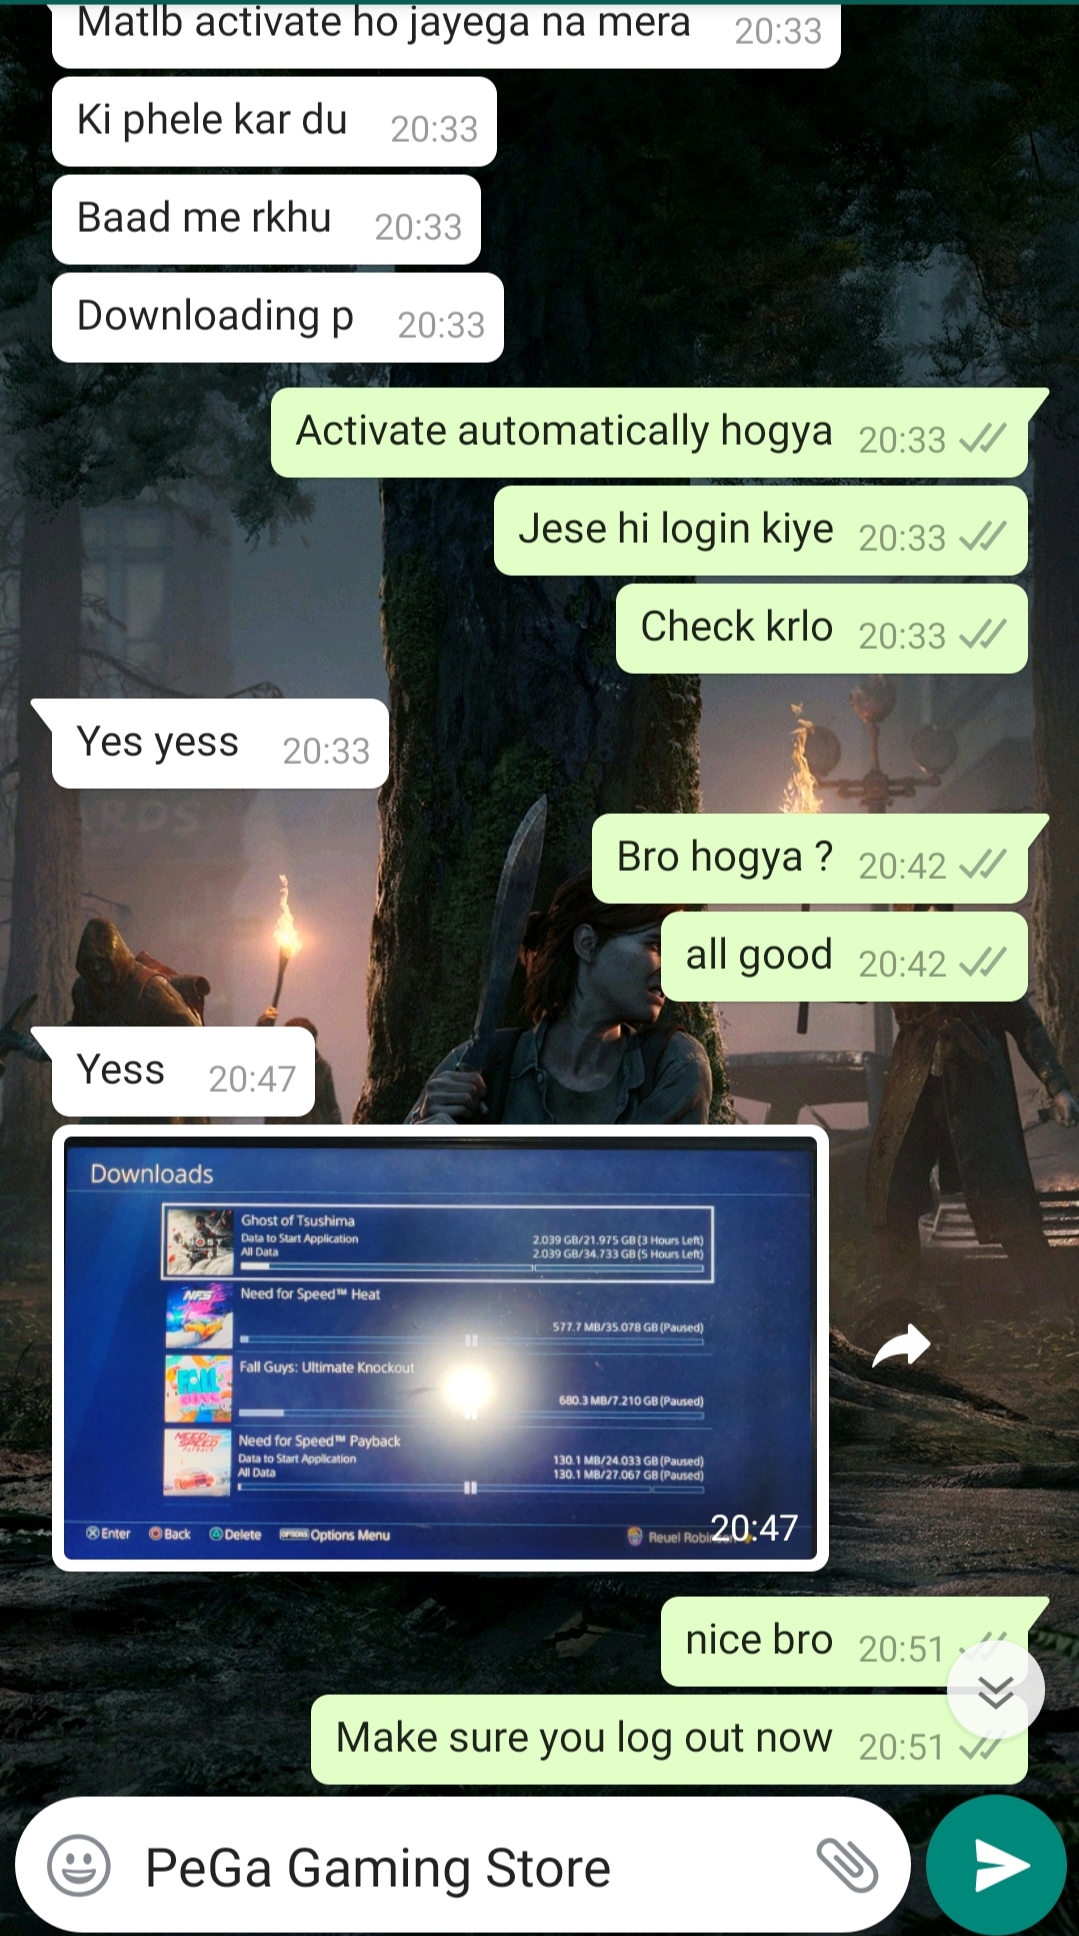 Matlb activate ho jayega na mera 20:33
Ki phele kar du 20:33
Baad me rkhu 20:33
Downloading p 20:33
Activate automatically hogya 20:33
Jese hi login kiye 20:33
Check krlo 20:33
Yes yess 20:33
Bro hogya ? 20:42
all good 20:42
Yess 20:47
Downloads
Ghost of Tsushima
Data to Start Application 2.039 GB/21.975 GB (3 Hours Left)
All Data 2.039 GB/34.733 GB (5 Hours Left)
NFS
Need for Speed™ Heat
577.7 MB/35.078 GB (Paused)
FALL GUYS
Fall Guys: Ultimate Knockout
680.3 MB/7.210 GB (Paused)
NEED FOR SPEED PAYBACK
Need for Speed™ Payback
Data to Start Application 130.1 MB/24.033 GB (Paused)
All Data 130.1 MB/27.067 GB (Paused)
Enter Back Delete OPTIONS Options Menu Reuel 20:47
nice bro 20:51
Make sure you log out now 20:51
PeGa Gaming Store